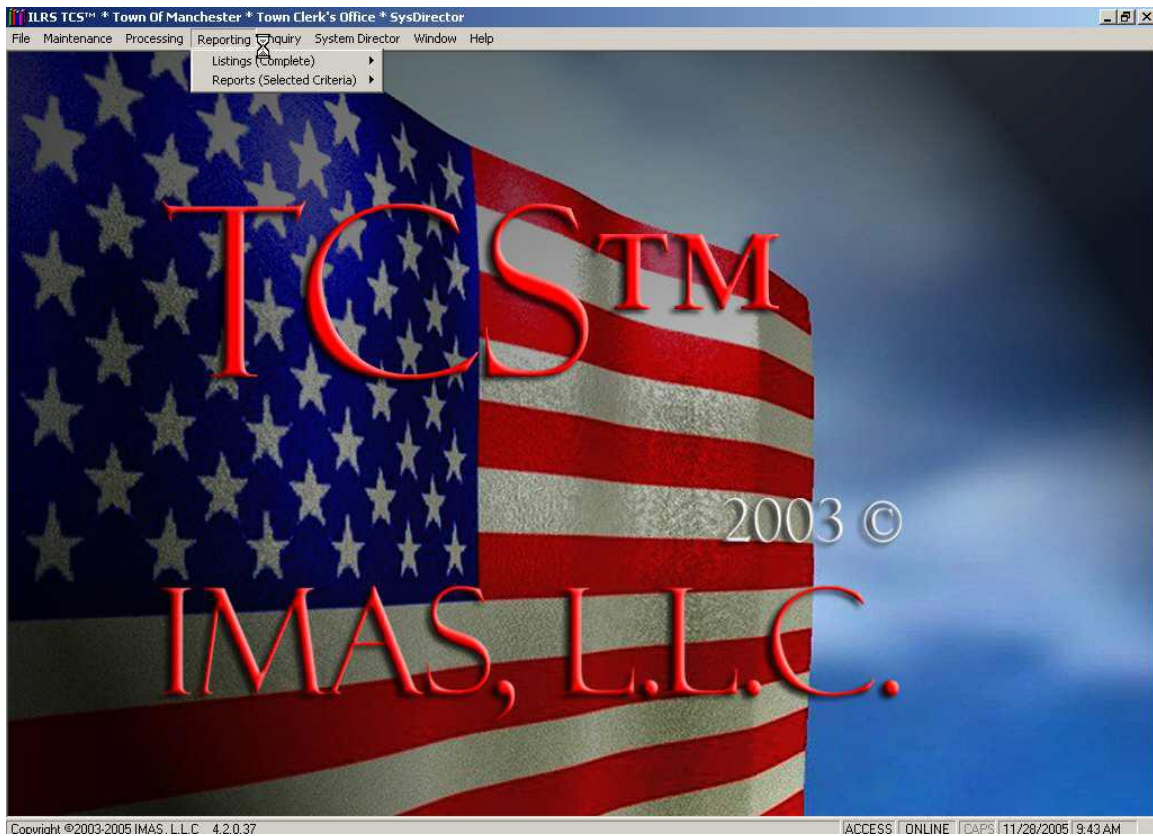 ILRS TCS™ * Town Of Manchester * Town Clerk's Office * SysDirector
File Maintenance Processing Reporting nquiry System Director Window Help
Listings (Complete)
Reports (Selected Criteria)
TCS™
2003 ©
IMAS, L.L.C.
Copyright ©2003-2005 IMAS, L.L.C 4.2.0.37 ACCESS ONLINE CAPS 11/28/2005 9:43 AM